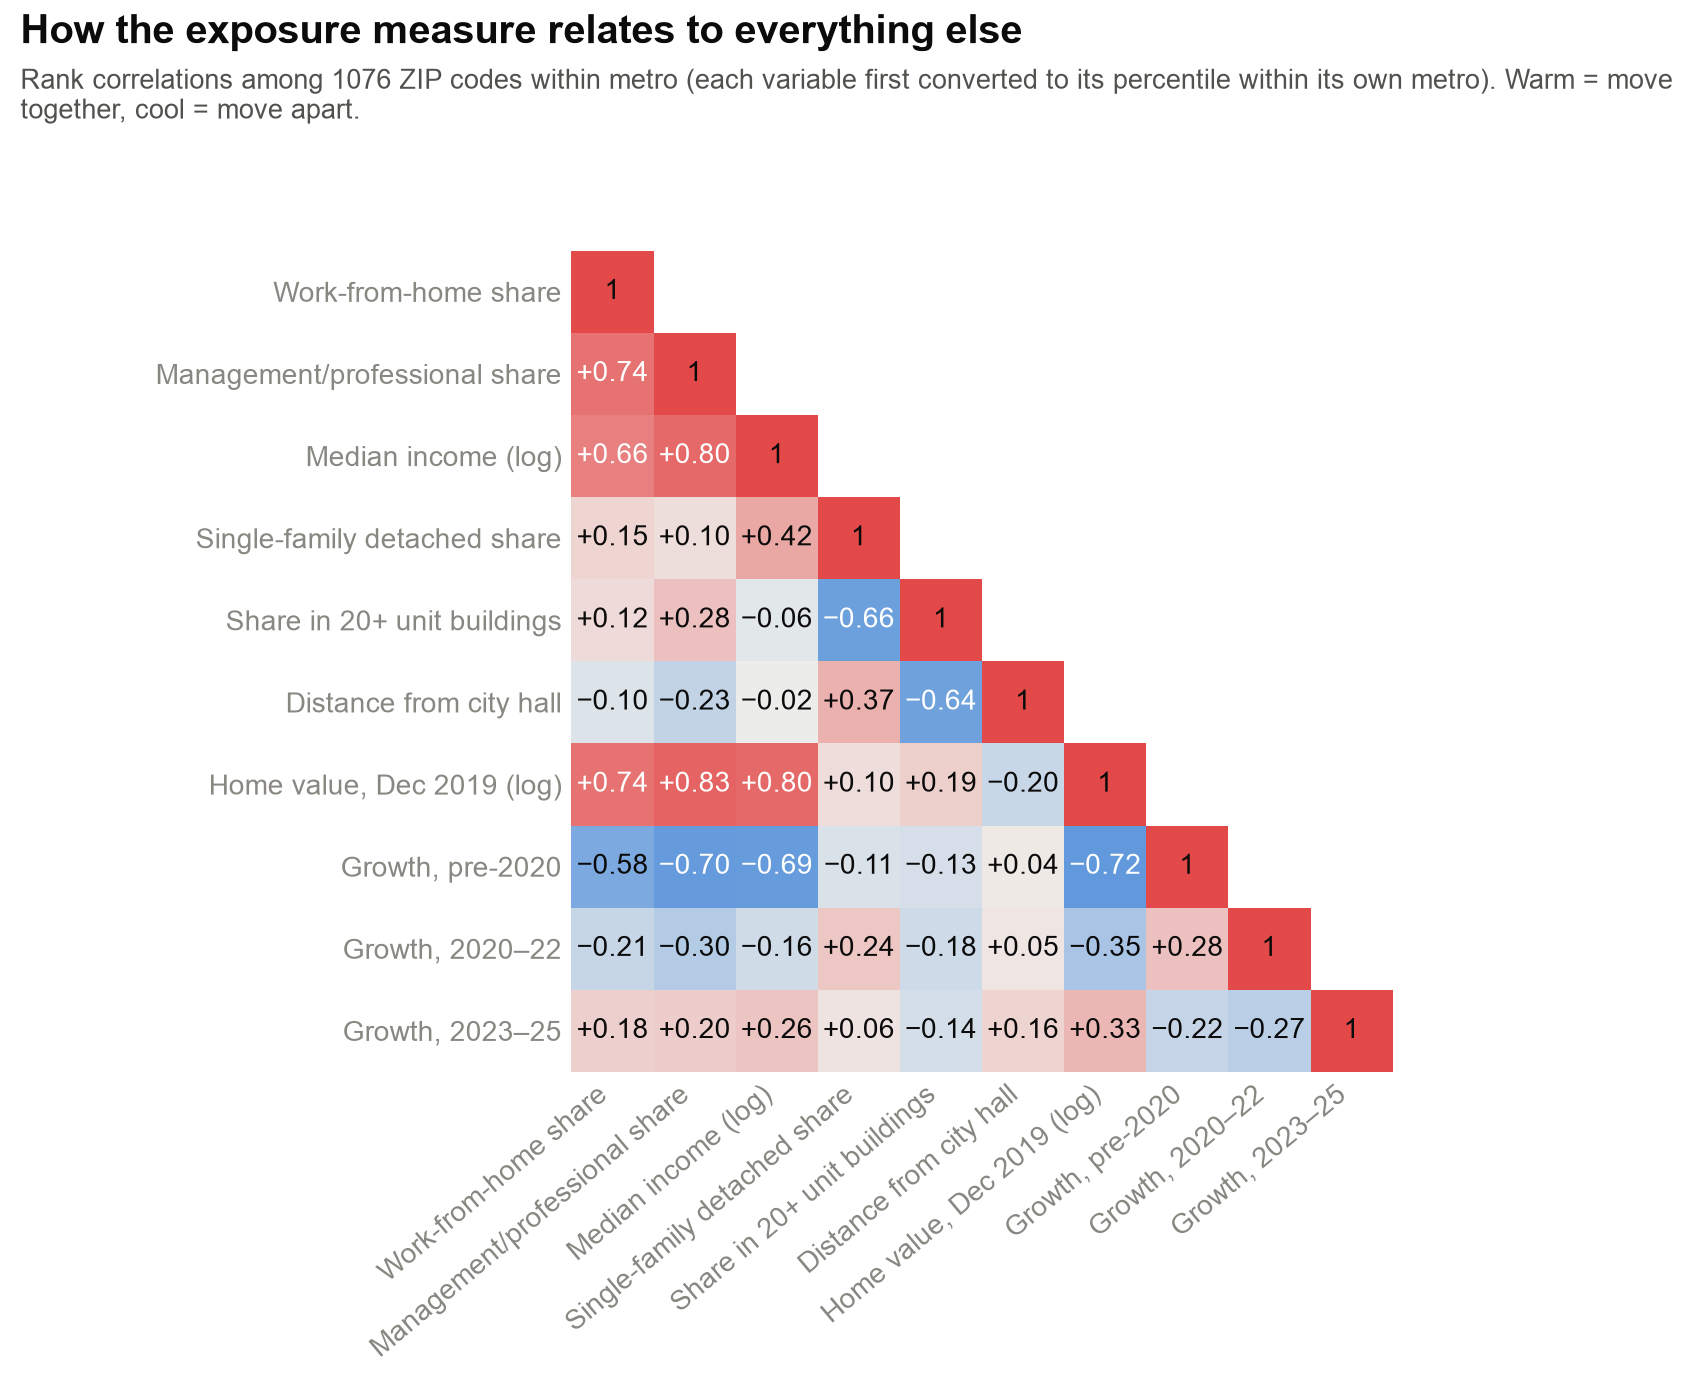 How the exposure measure relates to everything else
Rank correlations among 1076 ZIP codes within metro (each variable first converted to its percentile within its own metro). Warm = move
together, cool = move apart.
Work-from-home share 1
Management/professional share +0.74 1
Median income (log) +0.66 +0.80 1
Single-family detached share +0.15 +0.10 +0.42 1
Share in 20+ unit buildings +0.12 +0.28 −0.06 −0.66 1
Distance from city hall −0.10 −0.23 −0.02 +0.37 −0.64 1
Home value, Dec 2019 (log) +0.74 +0.83 +0.80 +0.10 +0.19 −0.20 1
Growth, pre-2020 −0.58 −0.70 −0.69 −0.11 −0.13 +0.04 −0.72 1
Growth, 2020–22 −0.21 −0.30 −0.16 +0.24 −0.18 +0.05 −0.35 +0.28 1
Growth, 2023–25 +0.18 +0.20 +0.26 +0.06 −0.14 +0.16 +0.33 −0.22 −0.27 1
Work-from-home share
Management/professional share
Median income (log)
Single-family detached share
Share in 20+ unit buildings
Distance from city hall
Home value, Dec 2019 (log)
Growth, pre-2020
Growth, 2020–22
Growth, 2023–25